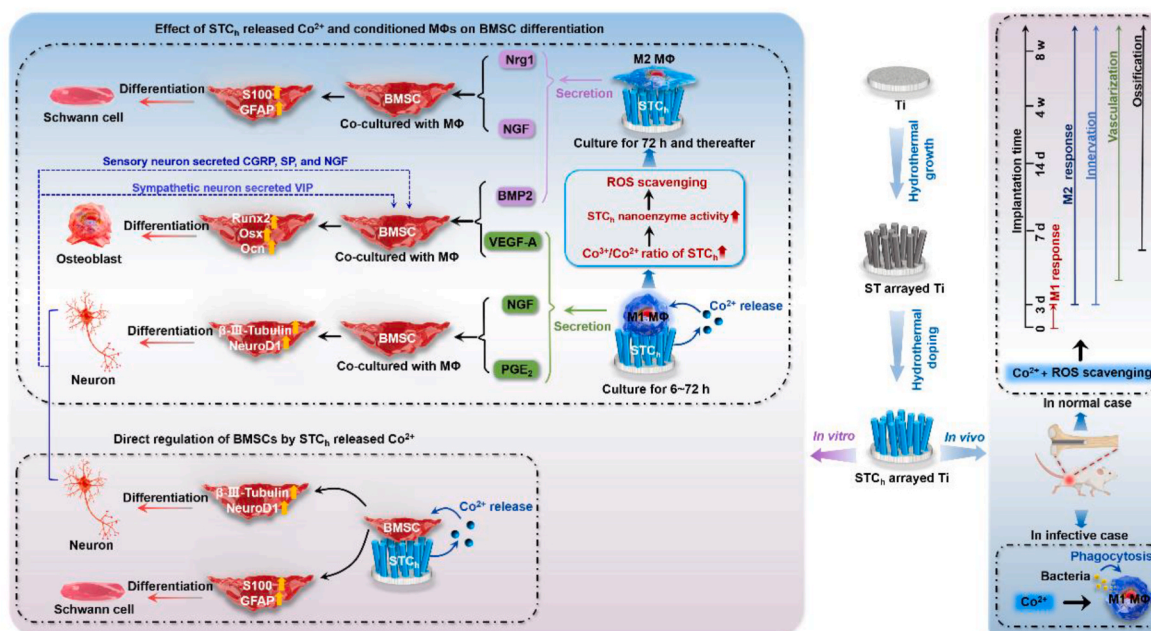 Effect of STCh released Co²⁺ and conditioned MΦs on BMSC differentiation
Schwann cell
Differentiation
S100
GFAP
BMSC
Co-cultured with MΦ
Nrg1
NGF
Secretion
M2 MΦ
STCh
Culture for 72 h and thereafter
Sensory neuron secreted CGRP, SP, and NGF
Sympathetic neuron secreted VIP
Osteoblast
Differentiation
Runx2
Osx
Ocn
BMSC
Co-cultured with MΦ
BMP2
VEGF-A
ROS scavenging
STCh nanoenzyme activity
Co³⁺/Co²⁺ ratio of STCh
Neuron
Differentiation
β-III-Tubulin
NeuroD1
BMSC
Co-cultured with MΦ
NGF
PGE₂
Secretion
M1 MΦ
STCh
Co²⁺ release
Culture for 6~72 h
Direct regulation of BMSCs by STCh released Co²⁺
Neuron
Differentiation
β-III-Tubulin
NeuroD1
Schwann cell
Differentiation
S100
GFAP
BMSC
STCh
Co²⁺ release
Ti
Hydrothermal
growth
ST arrayed Ti
Hydrothermal
doping
In vitro
In vivo
STCh arrayed Ti
Implantation time
0
3 d
7 d
14 d
4 w
8 w
M1 response
M2 response
Innervation
Vascularization
Ossification
Co²⁺ + ROS scavenging
In normal case
In infective case
Phagocytosis
Bacteria
Co²⁺
M1 MΦ